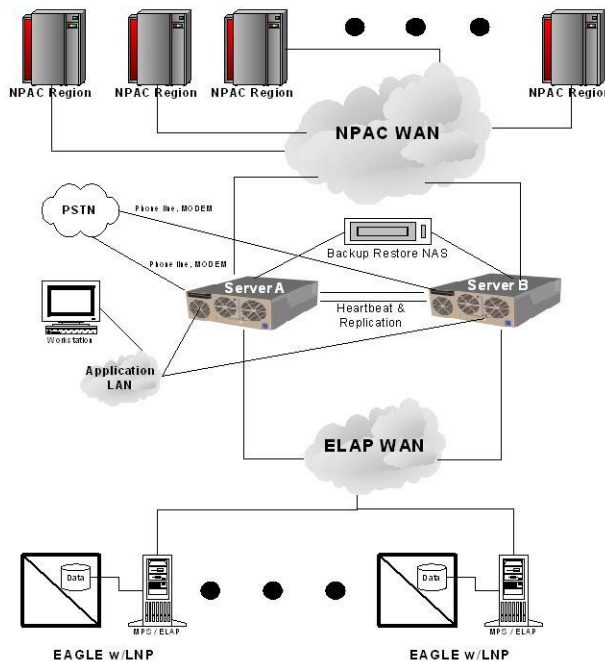 NPAC Region
NPAC Region
NPAC Region
NPAC Region
NPAC WAN
PSTN
Phone line, MODEM
Phone line, MODEM
Backup Restore NAS
Server A
Server B
Heartbeat &
Replication
Workstation
Application
LAN
ELAP WAN
Data
Data
MPS / ELAP
MPS / ELAP
EAGLE w/LNP
EAGLE w/LNP